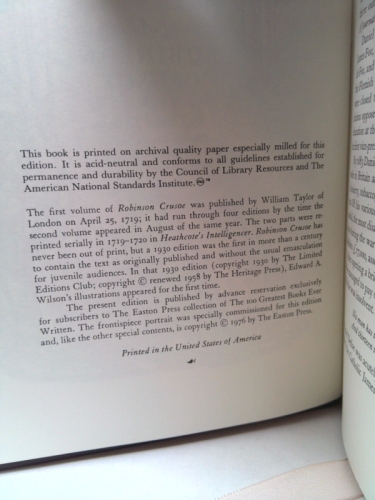 This book is printed on archival quality paper especially milled for this
edition. It is acid-neutral and conforms to all guidelines established for
permanence and durability by the Council of Library Resources and The
American National Standards Institute.
The first volume of Robinson Crusoe was published by William Taylor of
London on April 25, 1719; it had run through four editions by the time the
second volume appeared in August of the same year. The two parts were re-
printed serially in 1719-1720 in Heathcote's Intelligencer. Robinson Crusoe has
never been out of print, but a 1930 edition was the first in more than a century
to contain the text as originally published and without the usual emasculation
for juvenile audiences. In that 1930 edition (copyright 1930 by The Limited
Editions Club; copyright © renewed 1958 by The Heritage Press), Edward A.
Wilson's illustrations appeared for the first time.
The present edition is published by advance reservation exclusively
for subscribers to The Easton Press collection of The 100 Greatest Books Ever
Written. The frontispiece portrait was specially commissioned for this edition
and, like the other special contents, is copyright © 1976 by The Easton Press.
Printed in the United States of America